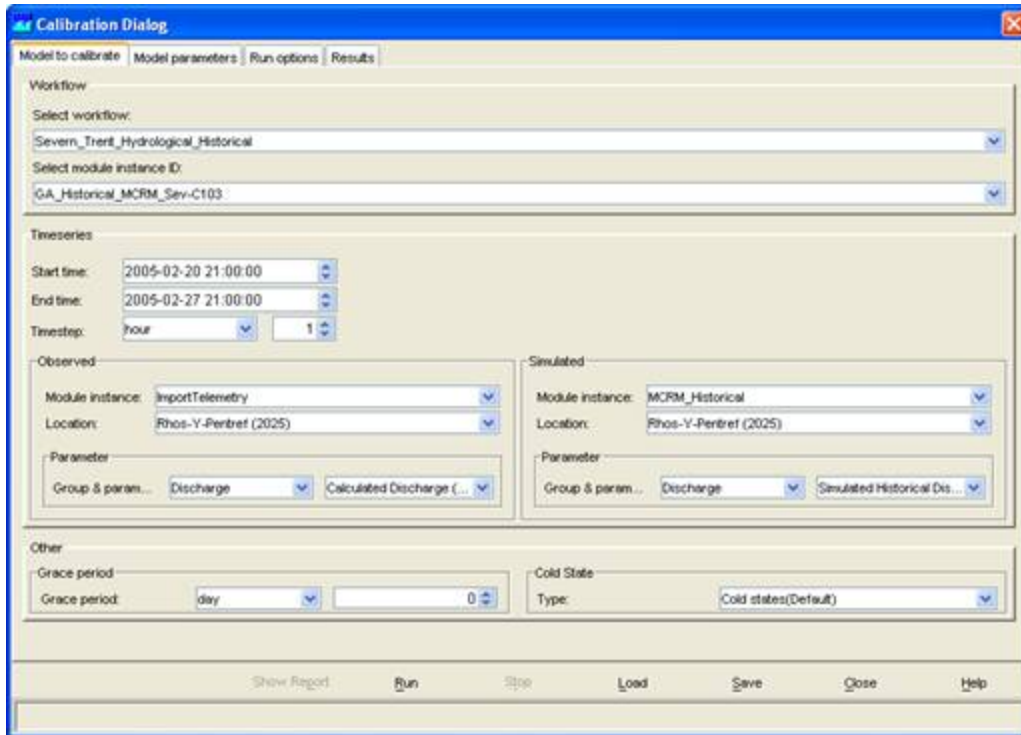 Calibration Dialog
Model to calibrate Model parameters Run options Results
Workflow
Select workflow:
Severn_Trent_Hydrological_Historical
Select module instance ID:
GA_Historical_MCRM_Sev-C103
Timeseries
Start time: 2005-02-20 21:00:00
End time: 2005-02-27 21:00:00
Timestep: hour 1
Observed
Module instance: ImportTelemetry
Location: Rhos-Y-Pentref (2025)
Parameter
Group & param... Discharge Calculated Discharge (...
Simulated
Module instance: MCRM_Historical
Location: Rhos-Y-Pentref (2025)
Parameter
Group & param... Discharge Simulated Historical Dis...
Other
Grace period
Grace period: day 0
Cold State
Type: Cold states(Default)
Show Report Run Stop Load Save Close Help